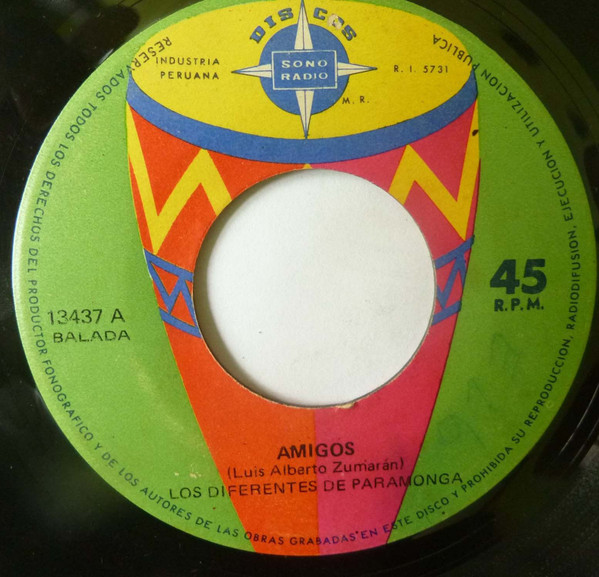 DISCOS
SONO
RADIO
M. R.
INDUSTRIA
PERUANA
R. I. 5731
13437 A
BALADA
45
R.P.M.
AMIGOS
(Luis Alberto Zumarán)
LOS DIFERENTES DE PARAMONGA
RESERVADOS TODOS LOS DERECHOS DEL PRODUCTOR FONOGRAFICO Y DE LOS AUTORES DE LAS OBRAS GRABADAS EN ESTE DISCO Y PROHIBIDA SU REPRODUCCION, RADIODIFUSION, EJECUCION Y UTILIZACION PUBLICA